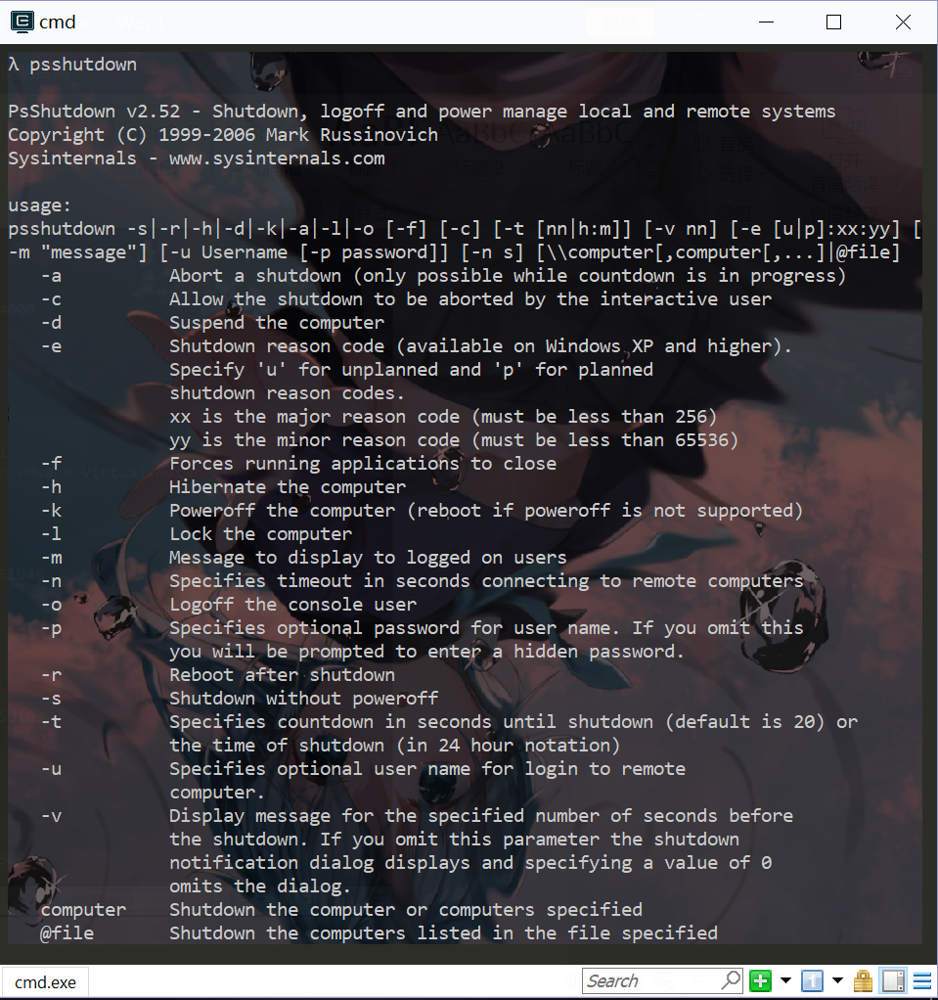 cmd
λ psshutdown
PsShutdown v2.52 - Shutdown, logoff and power manage local and remote systems
Copyright (C) 1999-2006 Mark Russinovich
Sysinternals - www.sysinternals.com
usage:
psshutdown -s|-r|-h|-d|-k|-a|-l|-o [-f] [-c] [-t [nn|h:m]] [-v nn] [-e [u|p]:xx:yy] [
-m "message"] [-u Username [-p password]] [-n s] [\\computer[,computer[,...]|@file]
-a Abort a shutdown (only possible while countdown is in progress)
-c Allow the shutdown to be aborted by the interactive user
-d Suspend the computer
-e Shutdown reason code (available on Windows XP and higher).
Specify 'u' for unplanned and 'p' for planned
shutdown reason codes.
xx is the major reason code (must be less than 256)
yy is the minor reason code (must be less than 65536)
-f Forces running applications to close
-h Hibernate the computer
-k Poweroff the computer (reboot if poweroff is not supported)
-l Lock the computer
-m Message to display to logged on users
-n Specifies timeout in seconds connecting to remote computers
-o Logoff the console user
-p Specifies optional password for user name. If you omit this
you will be prompted to enter a hidden password.
-r Reboot after shutdown
-s Shutdown without poweroff
-t Specifies countdown in seconds until shutdown (default is 20) or
the time of shutdown (in 24 hour notation)
-u Specifies optional user name for login to remote
computer.
-v Display message for the specified number of seconds before
the shutdown. If you omit this parameter the shutdown
notification dialog displays and specifying a value of 0
omits the dialog.
computer Shutdown the computer or computers specified
@file Shutdown the computers listed in the file specified
cmd.exe
Search
1